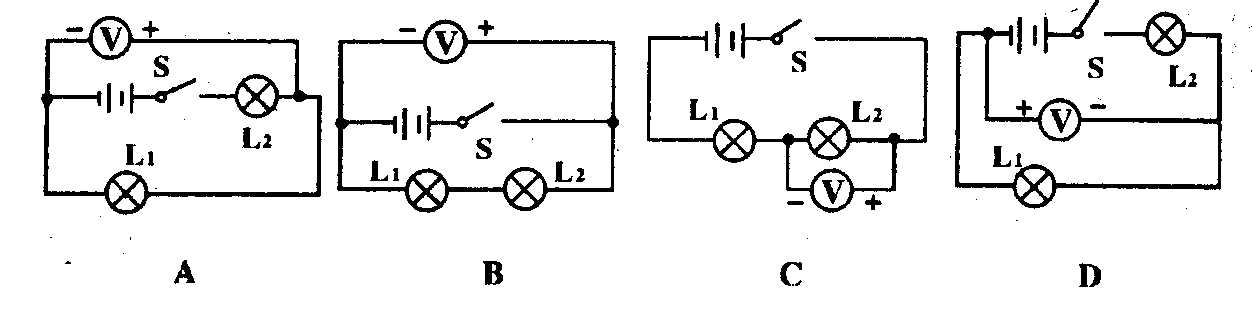 − V +
S
L2
L1
A
− V +
S
L1 L2
B
S
L1 L2
V
− +
C
S
L2
+ V −
L1
D